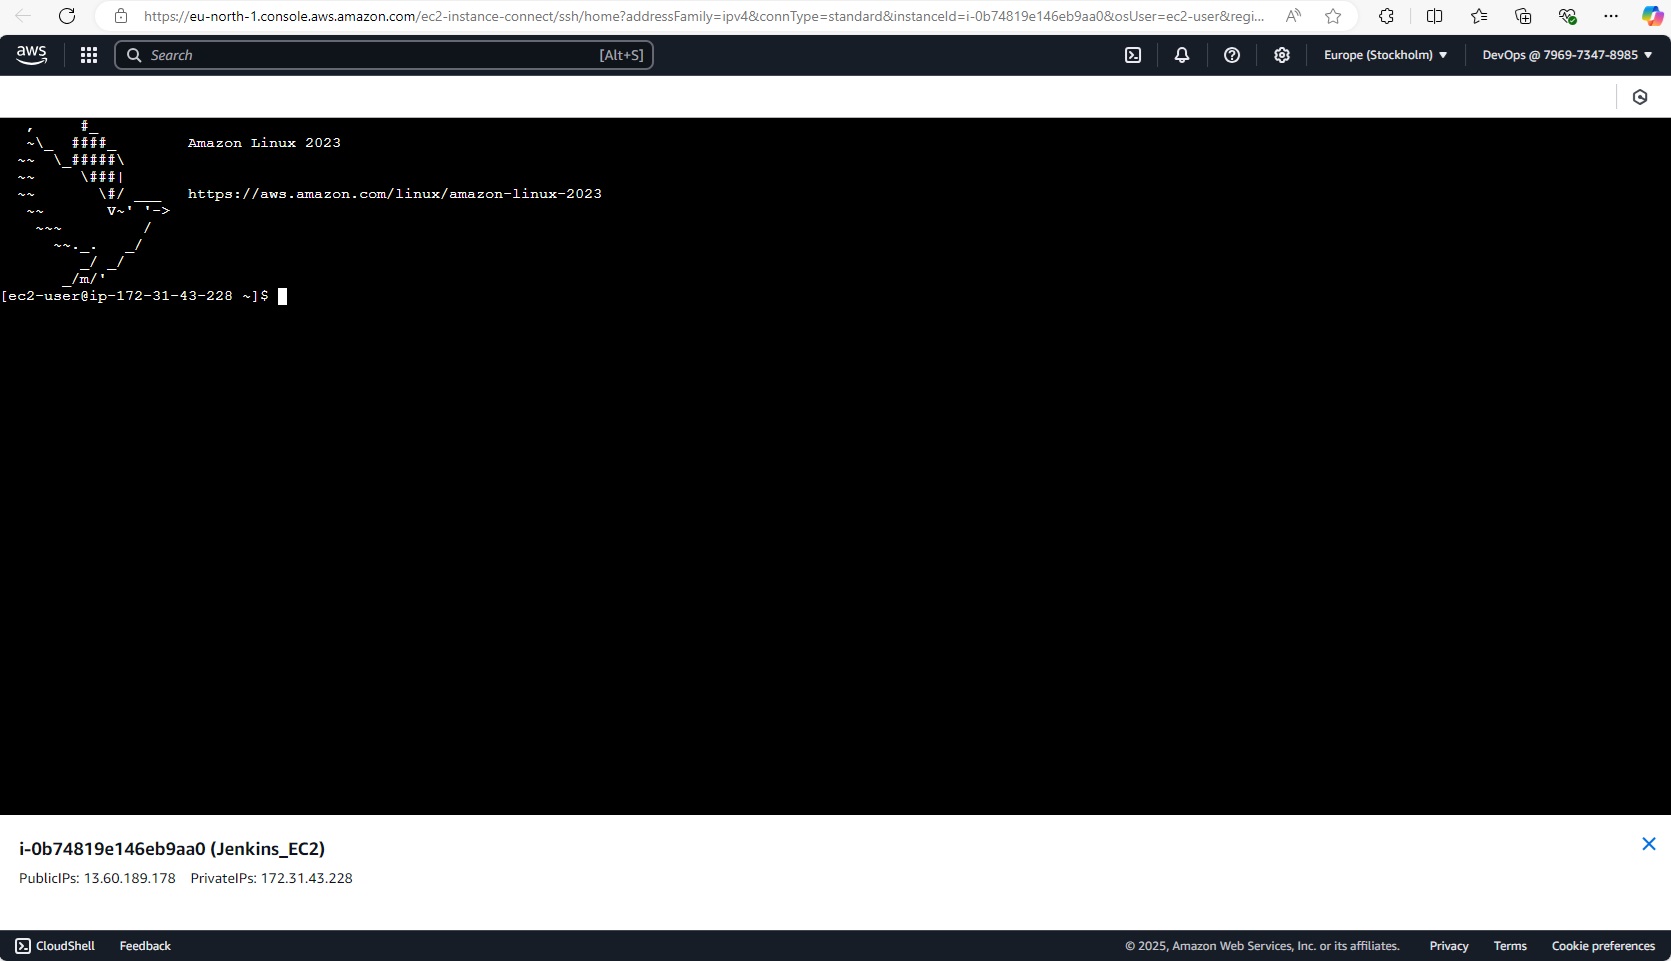 https://eu-north-1.console.aws.amazon.com/ec2-instance-connect/ssh/home?addressFamily=ipv4&connType=standard&instanceId=i-0b74819e146eb9aa0&osUser=ec2-user&regi...
aws
Search [Alt+S]
Europe (Stockholm)
DevOps @ 7969-7347-8985
   ,     #_
   ~\_  ####_        Amazon Linux 2023
  ~~  \_#####\
  ~~     \###|
  ~~       \#/ ___   https://aws.amazon.com/linux/amazon-linux-2023
   ~~       V~' '->
    ~~~         /
      ~~._.   _/
         _/ _/
       _/m/'
[ec2-user@ip-172-31-43-228 ~]$
i-0b74819e146eb9aa0 (Jenkins_EC2)
PublicIPs: 13.60.189.178 PrivateIPs: 172.31.43.228
CloudShell Feedback © 2025, Amazon Web Services, Inc. or its affiliates. Privacy Terms Cookie preferences